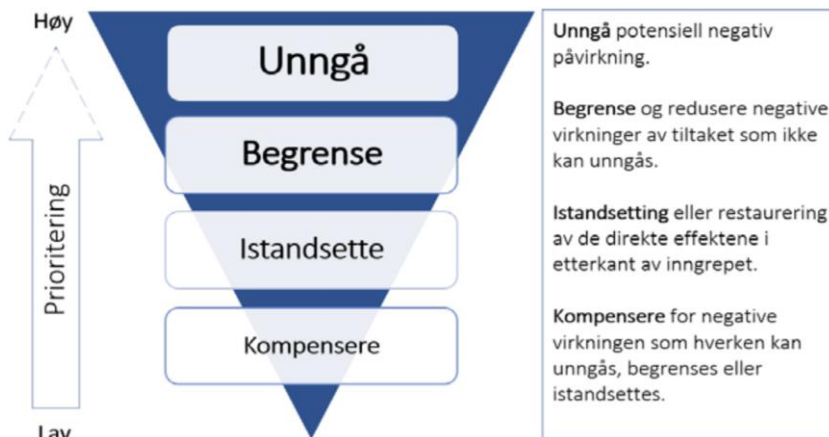 Høy
Prioritering
Lav
Unngå
Begrense
Istandsette
Kompensere
Unngå potensiell negativ
påvirkning.
Begrense og redusere negative
virkninger av tiltaket som ikke
kan unngås.
Istandsetting eller restaurering
av de direkte effektene i
etterkant av inngrepet.
Kompensere for negative
virkningen som hverken kan
unngås, begrenses eller
istandsettes.